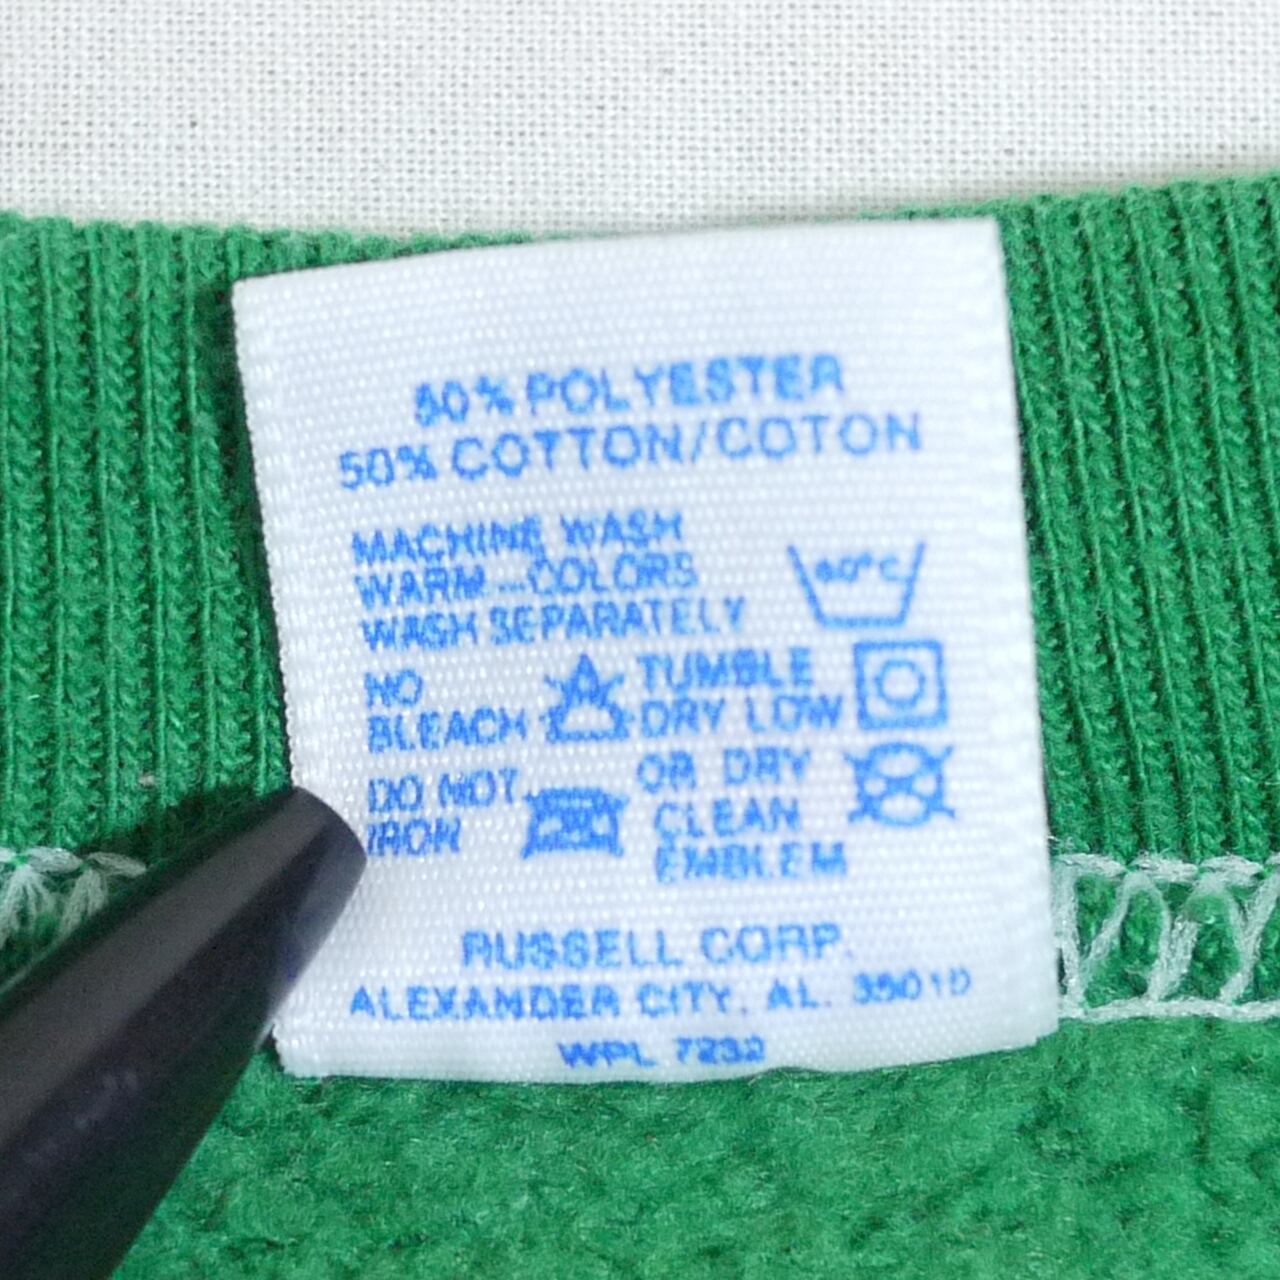 50% POLYESTER
50% COTTON/COTON
MACHINE WASH
WARM—COLORS
WASH SEPARATELY
NO
BLEACH
DO NOT
IRON
TUMBLE
DRY LOW
OR DRY
CLEAN
EMBLEM
RUSSELL CORP.
ALEXANDER CITY, AL. 35010
WPL 7232